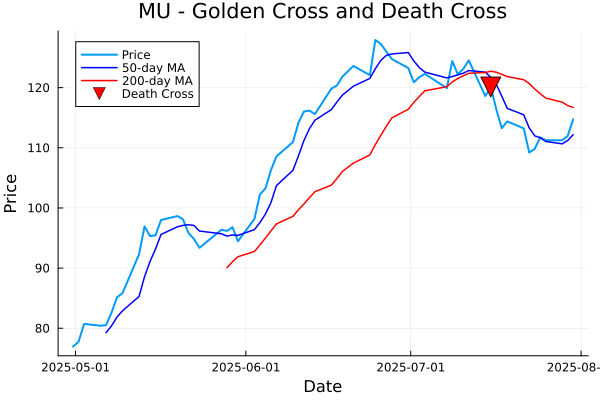 MU - Golden Cross and Death Cross
Price
50-day MA
200-day MA
Death Cross
Price
120
110
100
90
80
2025-05-01
2025-06-01
2025-07-01
2025-08-
Date